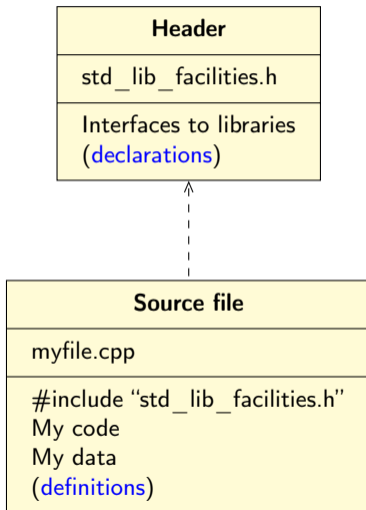 Header
std_lib_facilities.h
Interfaces to libraries
(declarations)
Source file
myfile.cpp
#include “std_lib_facilities.h”
My code
My data
(definitions)